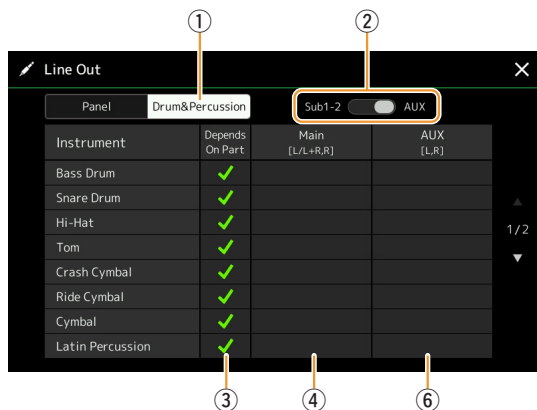 ① ②
Line Out
Panel Drum&Percussion Sub1-2 AUX
Instrument Depends On Part Main [L/L+R,R] AUX [L,R]
Bass Drum
Snare Drum
Hi-Hat
1/2
Tom
Crash Cymbal
Ride Cymbal
Cymbal
Latin Percussion
③ ④ ⑥